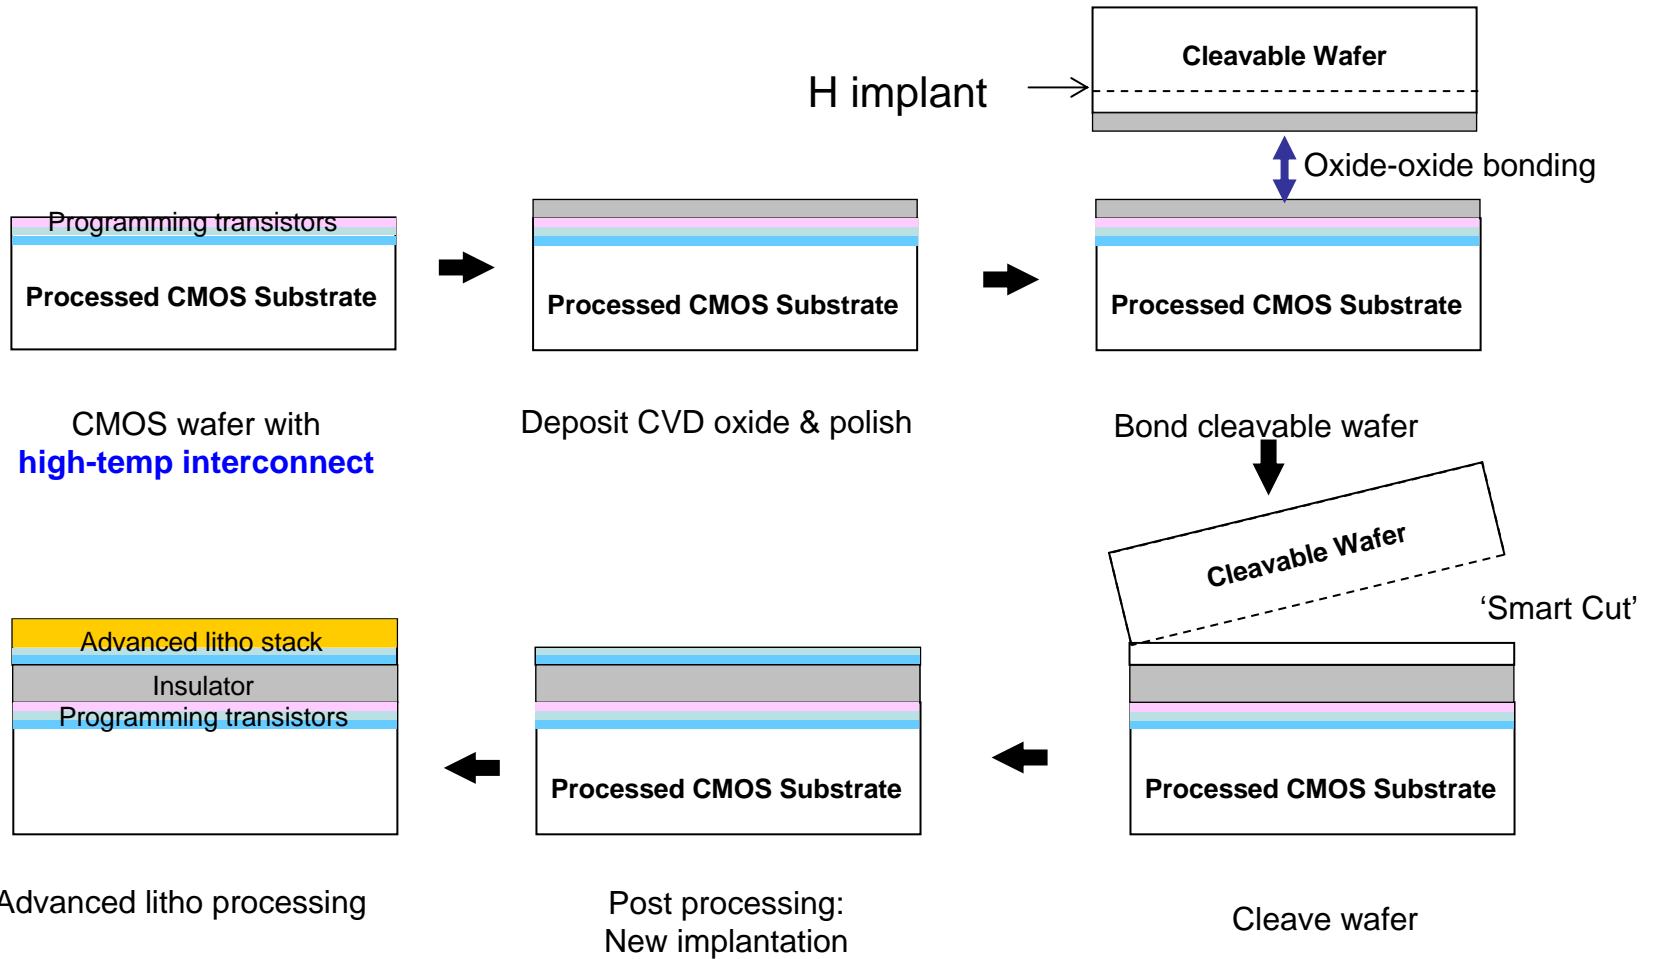 Cleavable Wafer
H implant
Oxide-oxide bonding
Programming transistors
Processed CMOS Substrate
Processed CMOS Substrate
Processed CMOS Substrate
CMOS wafer with
high-temp interconnect
Deposit CVD oxide & polish
Bond cleavable wafer
Cleavable Wafer
‘Smart Cut’
Advanced litho stack
Insulator
Programming transistors
Processed CMOS Substrate
Processed CMOS Substrate
Advanced litho processing
Post processing:
New implantation
Cleave wafer